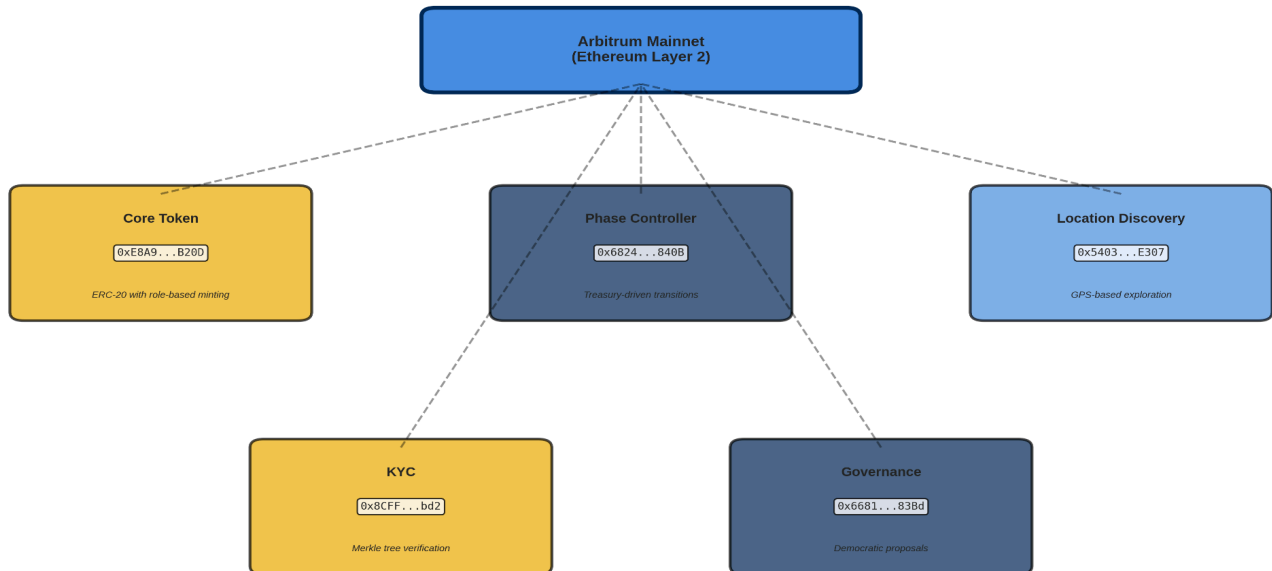 Arbitrum Mainnet
(Ethereum Layer 2)
Core Token
0xE8A9...B20D
ERC-20 with role-based minting
Phase Controller
0x6824...840B
Treasury-driven transitions
Location Discovery
0x5403...E307
GPS-based exploration
KYC
0x8CFF...bd2
Merkle tree verification
Governance
0x6681...83Bd
Democratic proposals